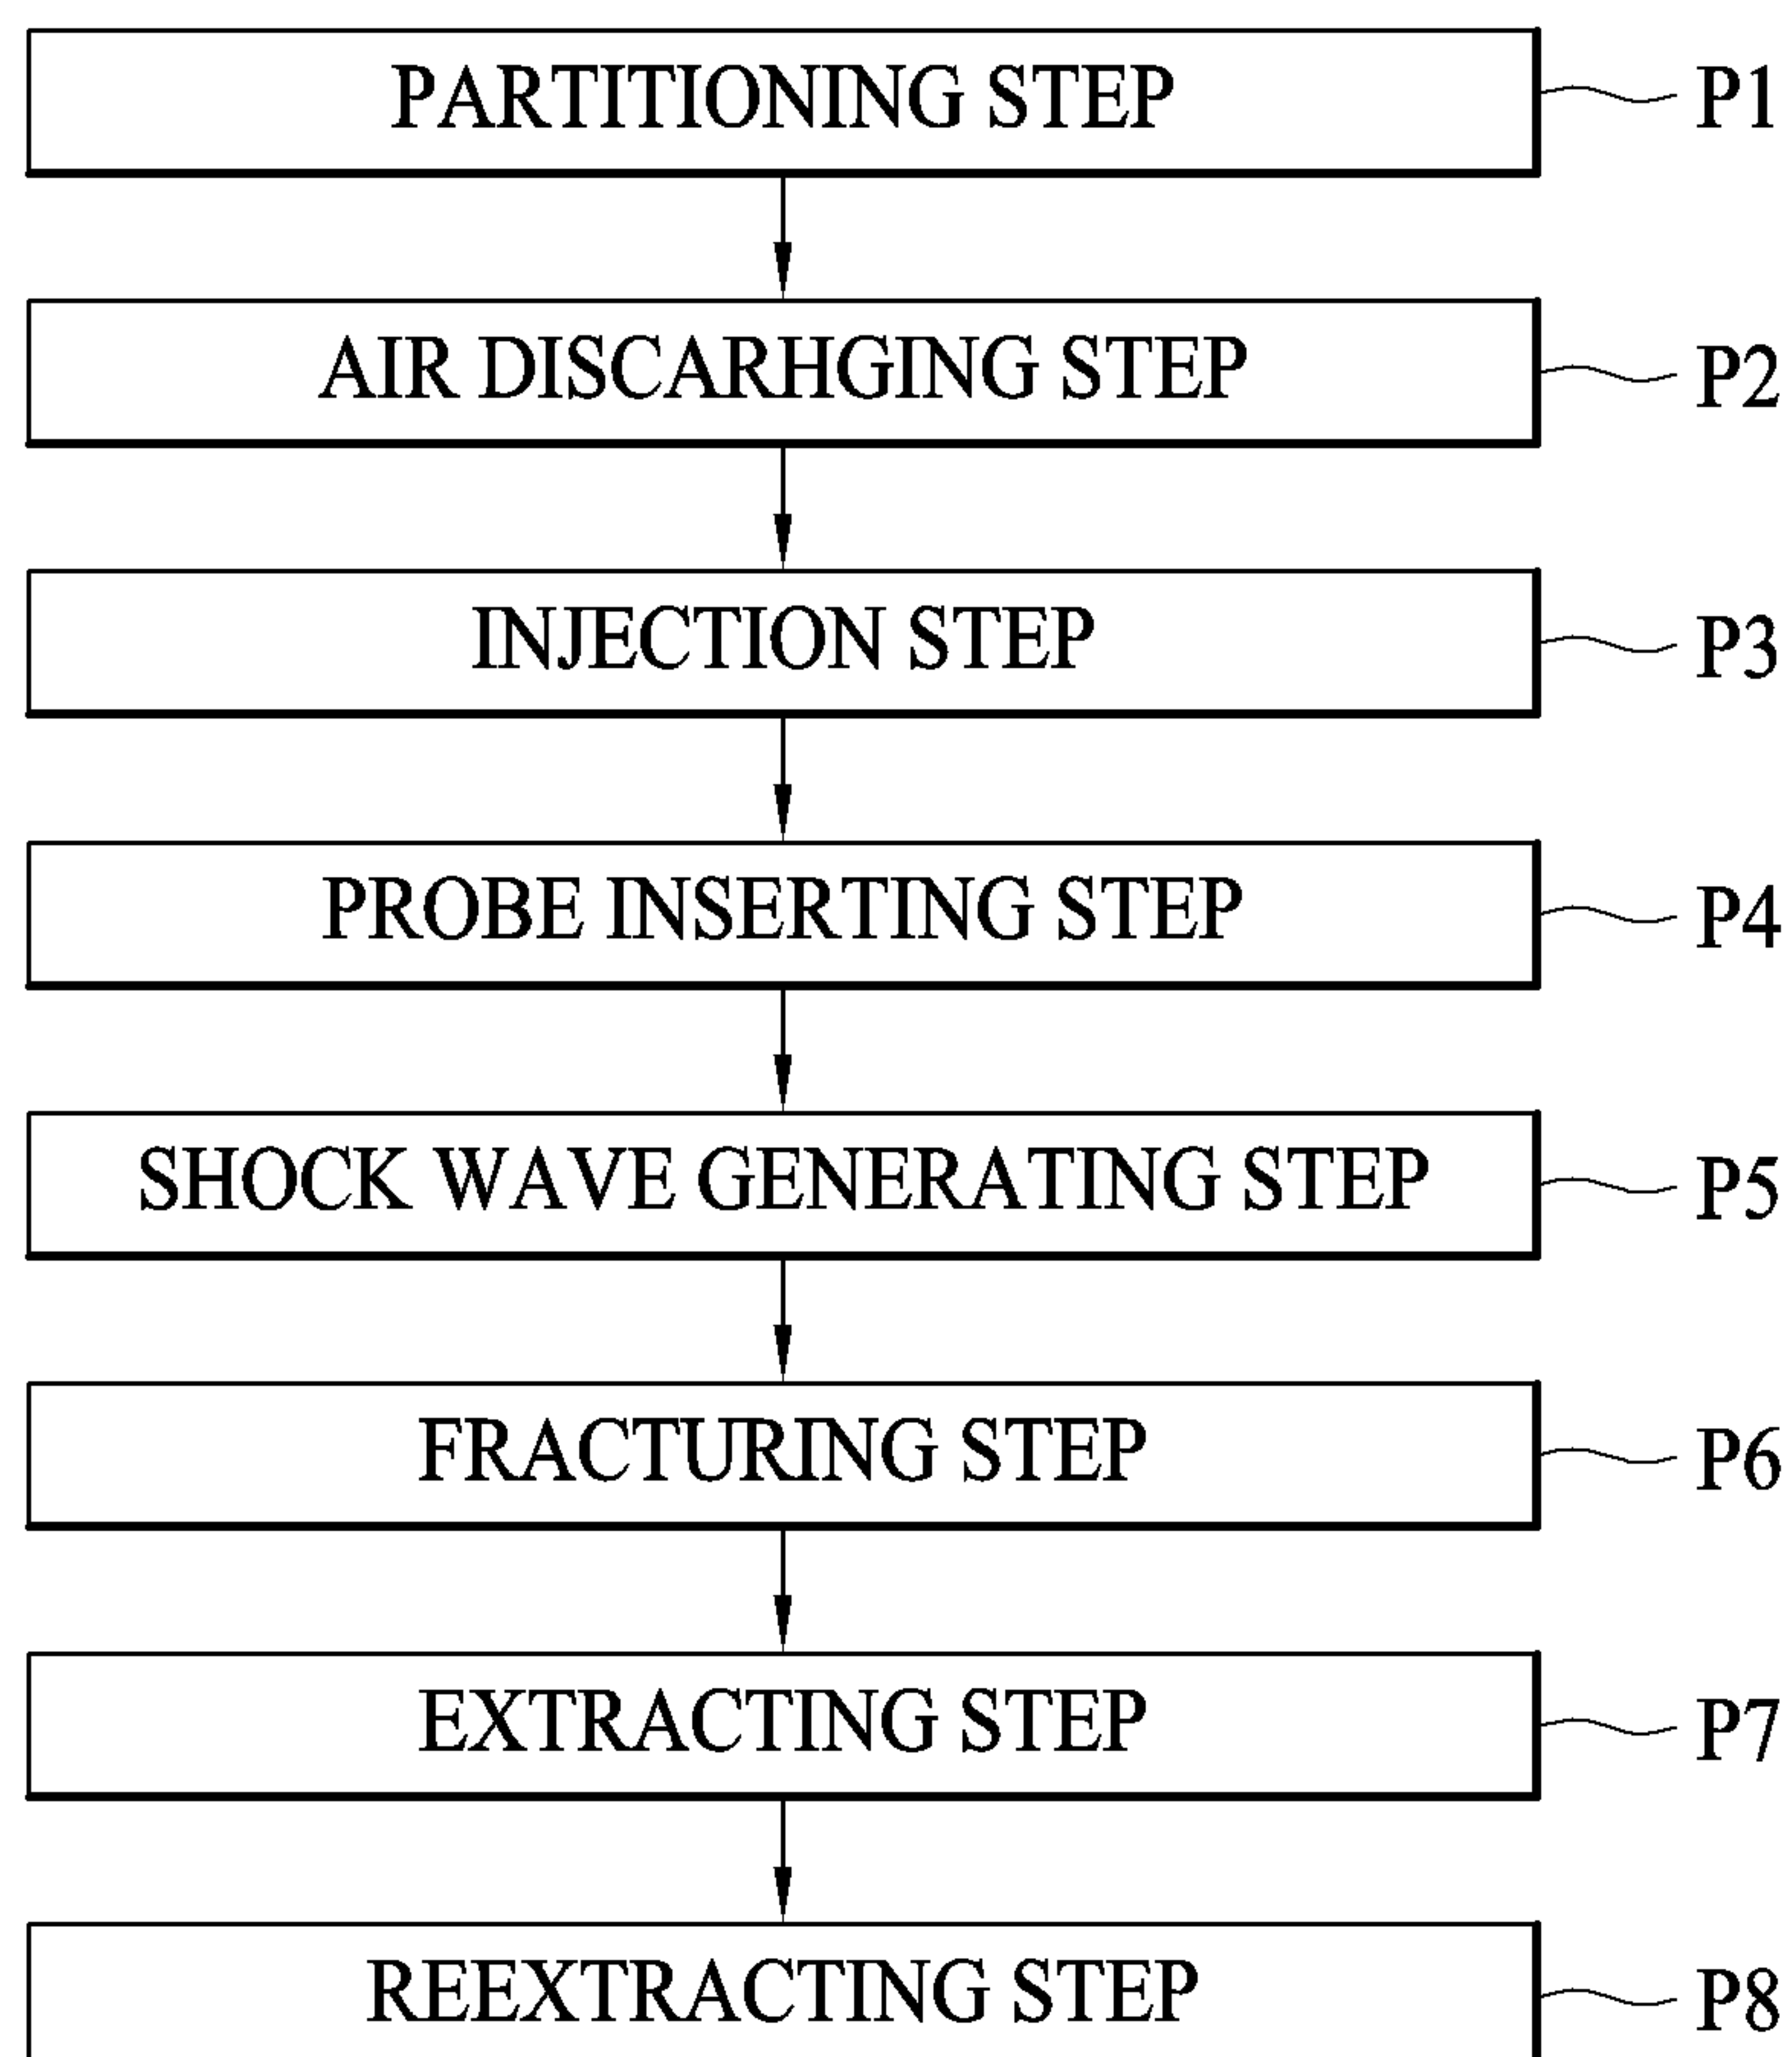 PARTITIONING STEP P1
AIR DISCARHGING STEP P2
INJECTION STEP P3
PROBE INSERTING STEP P4
SHOCK WAVE GENERATING STEP P5
FRACTURING STEP P6
EXTRACTING STEP P7
REEXTRACTING STEP P8